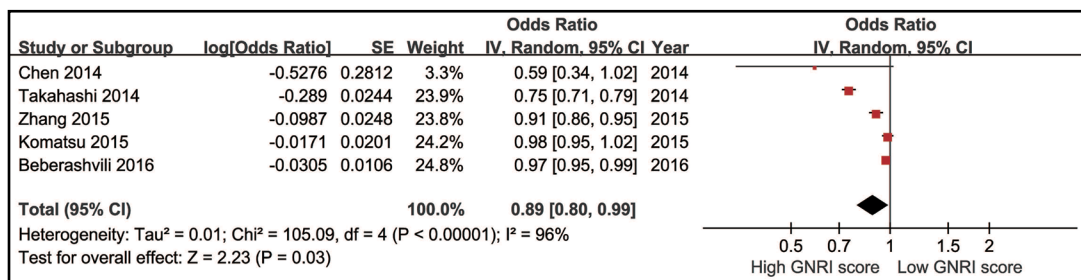 Odds Ratio Odds Ratio
Study or Subgroup log[Odds Ratio] SE Weight IV, Random, 95% CI Year IV, Random, 95% CI
Chen 2014 -0.5276 0.2812 3.3% 0.59 [0.34, 1.02] 2014
Takahashi 2014 -0.289 0.0244 23.9% 0.75 [0.71, 0.79] 2014
Zhang 2015 -0.0987 0.0248 23.8% 0.91 [0.86, 0.95] 2015
Komatsu 2015 -0.0171 0.0201 24.2% 0.98 [0.95, 1.02] 2015
Beberashvili 2016 -0.0305 0.0106 24.8% 0.97 [0.95, 0.99] 2016
Total (95% CI) 100.0% 0.89 [0.80, 0.99]
Heterogeneity: Tau² = 0.01; Chi² = 105.09, df = 4 (P < 0.00001); I² = 96%
Test for overall effect: Z = 2.23 (P = 0.03)
0.5 0.7 1 1.5 2
High GNRI score Low GNRI score